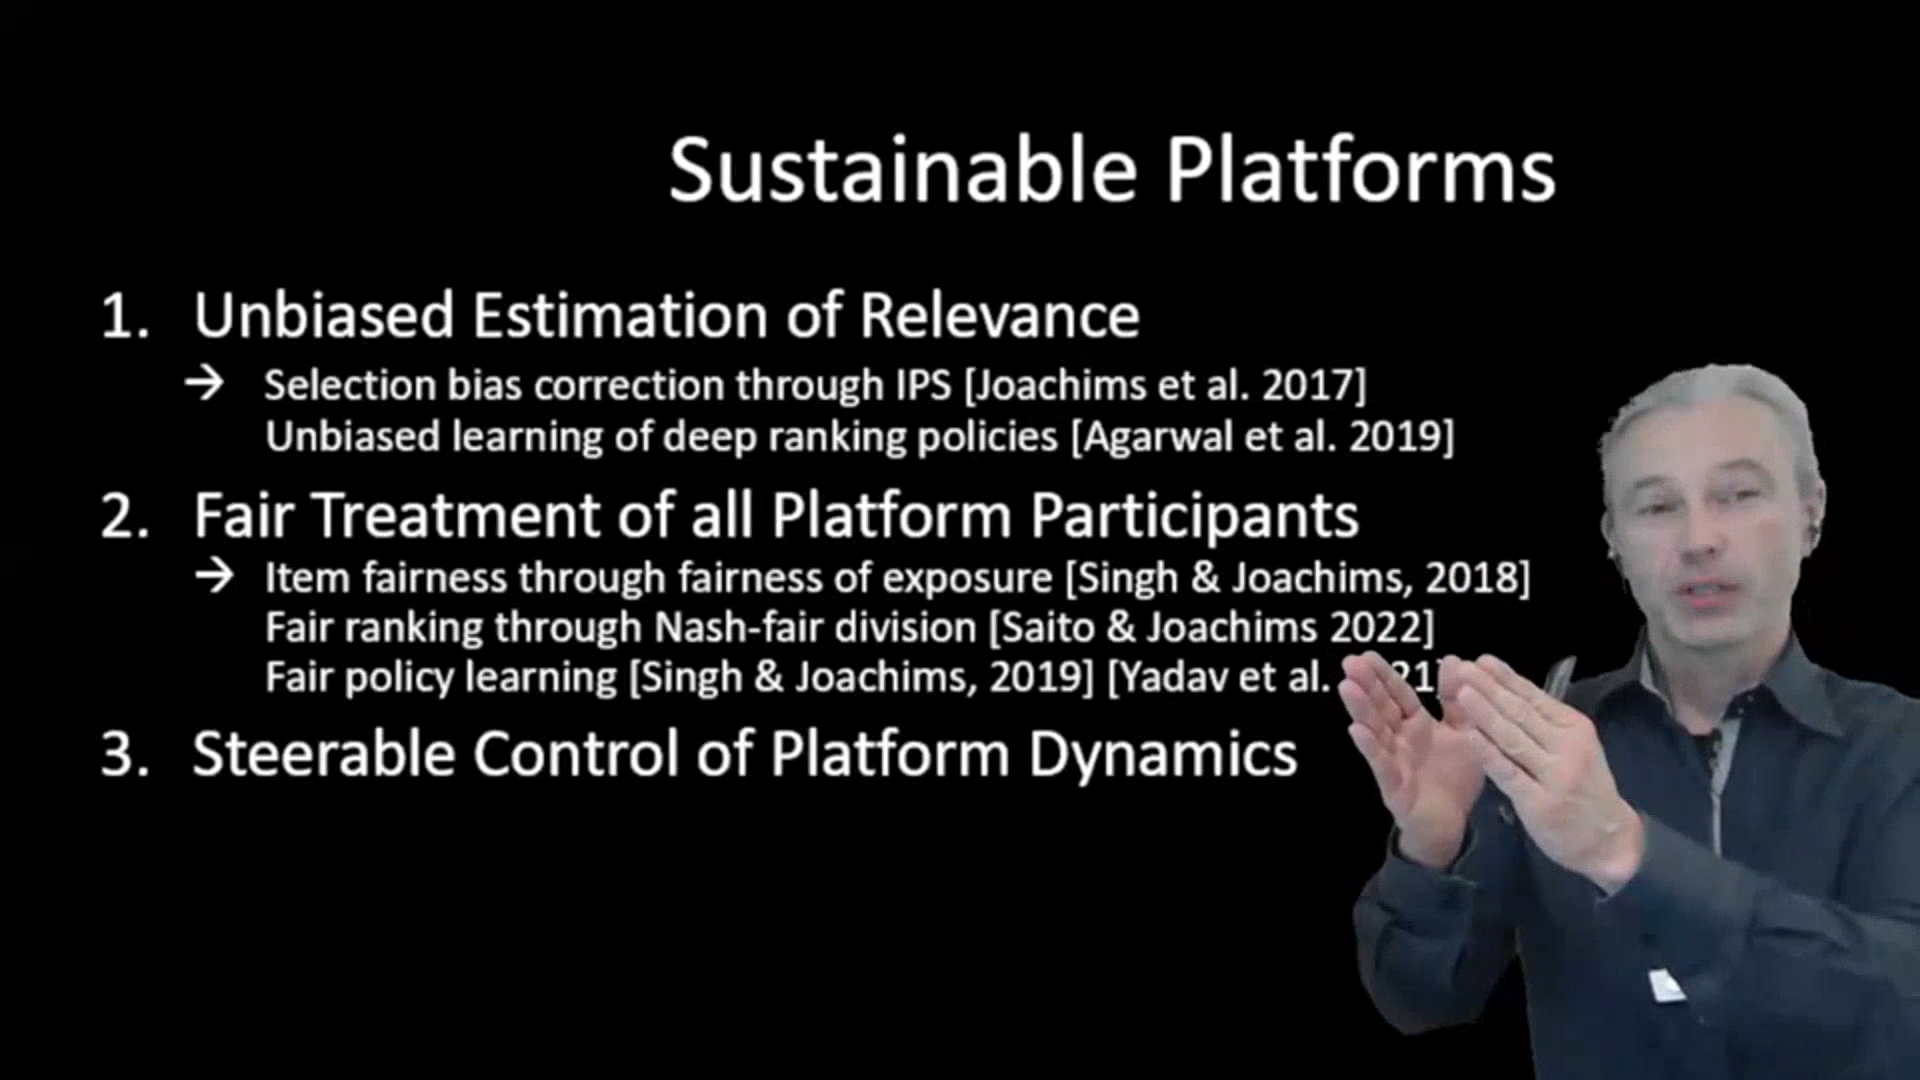 Sustainable Platforms
1. Unbiased Estimation of Relevance
→ Selection bias correction through IPS [Joachims et al. 2017]
Unbiased learning of deep ranking policies [Agarwal et al. 2019]
2. Fair Treatment of all Platform Participants
→ Item fairness through fairness of exposure [Singh & Joachims, 2018]
Fair ranking through Nash-fair division [Saito & Joachims 2022]
Fair policy learning [Singh & Joachims, 2019] [Yadav et al.
3. Steerable Control of Platform Dynamics